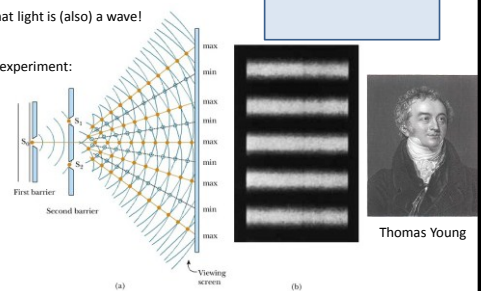 at light is (also) a wave!
experiment:
max
min
max
min
max
min
max
min
max
S₀
S₁
S₂
First barrier
Second barrier
Viewing
screen
(a)
(b)
Thomas Young